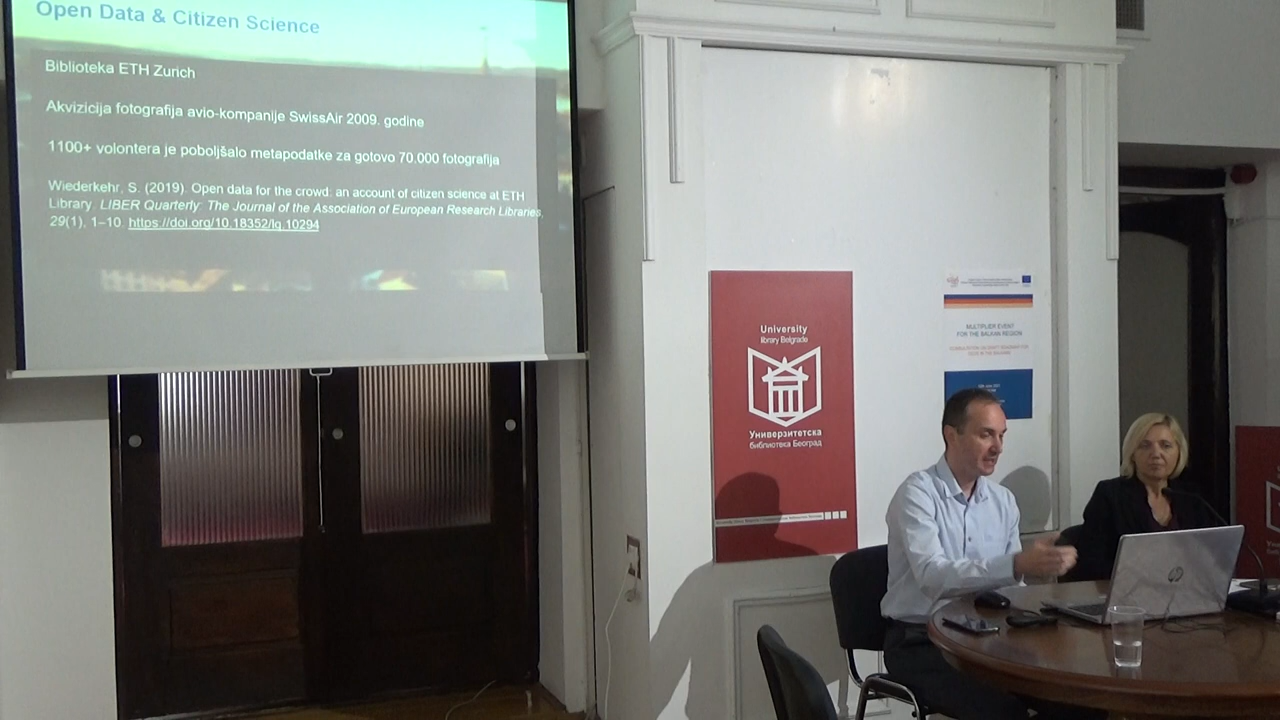 Open Data & Citizen Science
Biblioteka ETH Zurich
Akvizicija fotografija avio-kompanije SwissAir 2009. godine
1100+ volontera je poboljšalo metapodatke za gotovo 70.000 fotografija
Wiederkehr, S. (2019). Open data for the crowd: an account of citizen science at ETH
Library. LIBER Quarterly: The Journal of the Association of European Research Libraries,
29(1), 1–10. https://doi.org/10.18352/lq.10294
University
library Belgrade
Универзитетска
библиотека Београд
MULTIPLIER EVENT
FOR THE BALKAN REGION
hp